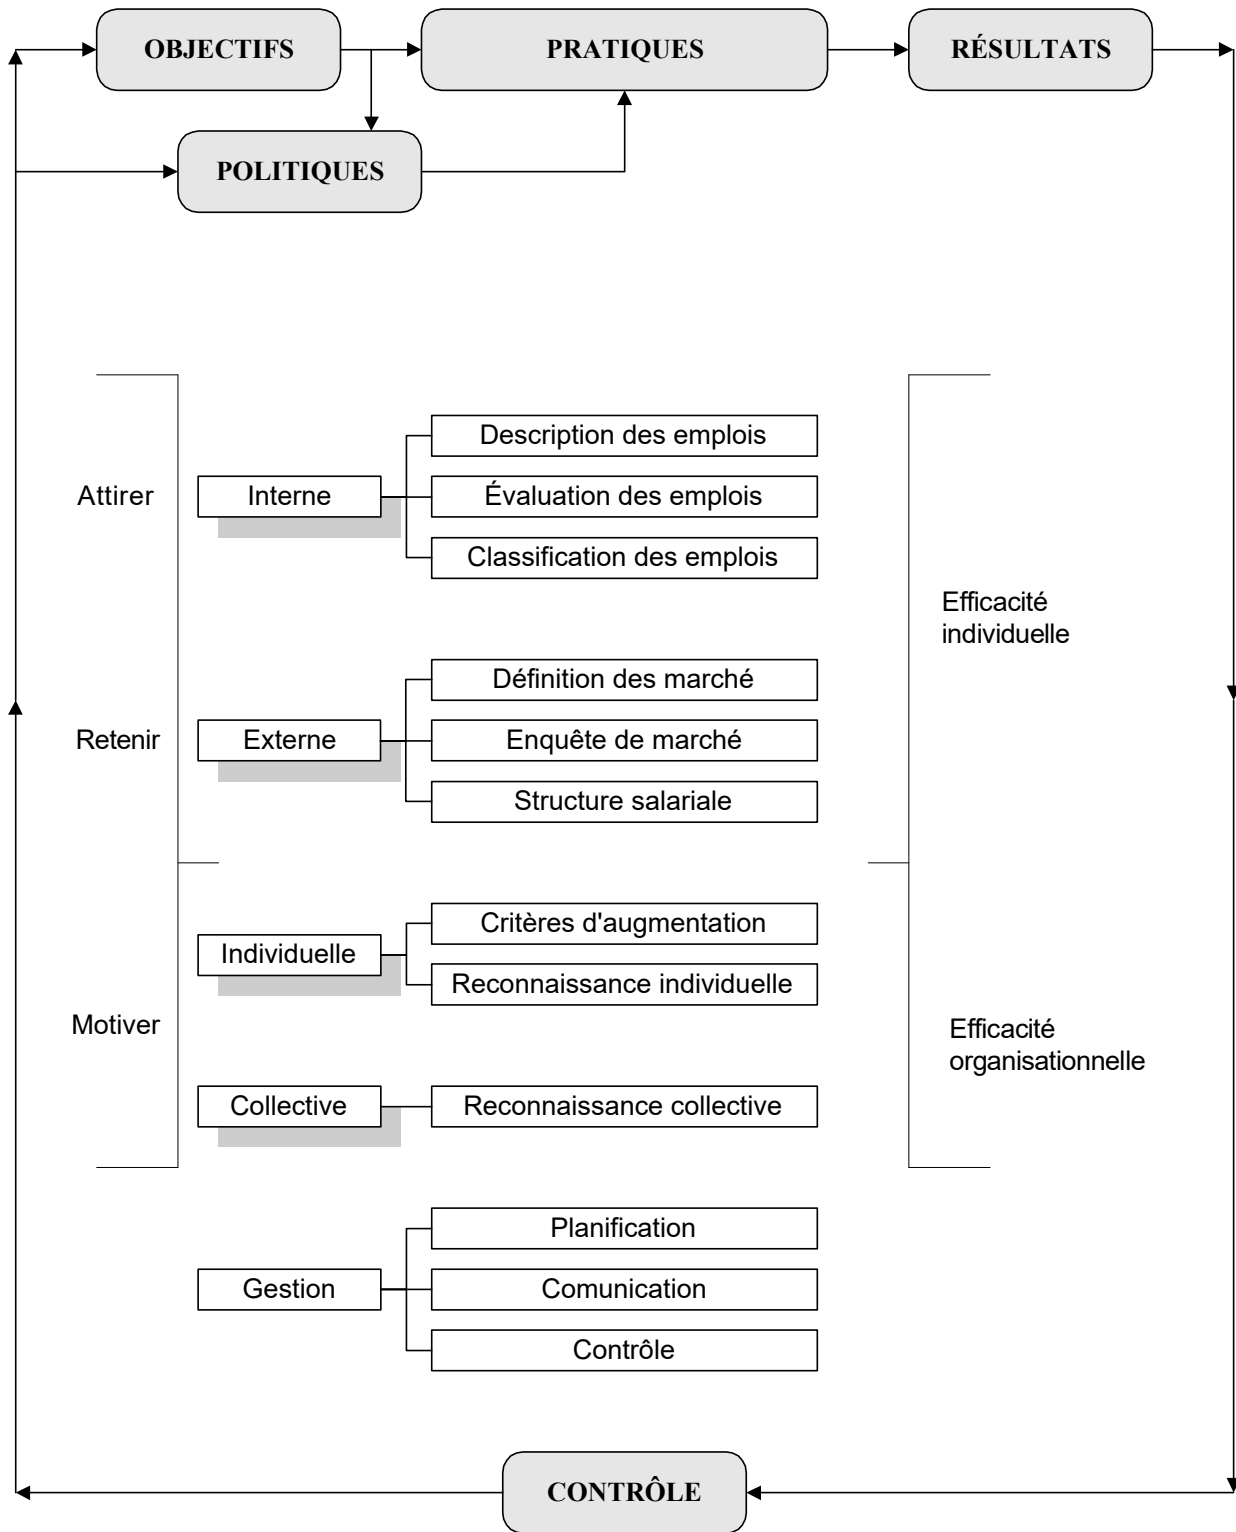 OBJECTIFS
PRATIQUES
RÉSULTATS
POLITIQUES
Description des emplois
Attirer
Interne
Évaluation des emplois
Classification des emplois
Efficacité
individuelle
Définition des marché
Retenir
Externe
Enquête de marché
Structure salariale
Critères d'augmentation
Individuelle
Reconnaissance individuelle
Motiver
Efficacité
organisationnelle
Collective
Reconnaissance collective
Planification
Gestion
Comunication
Contrôle
CONTRÔLE